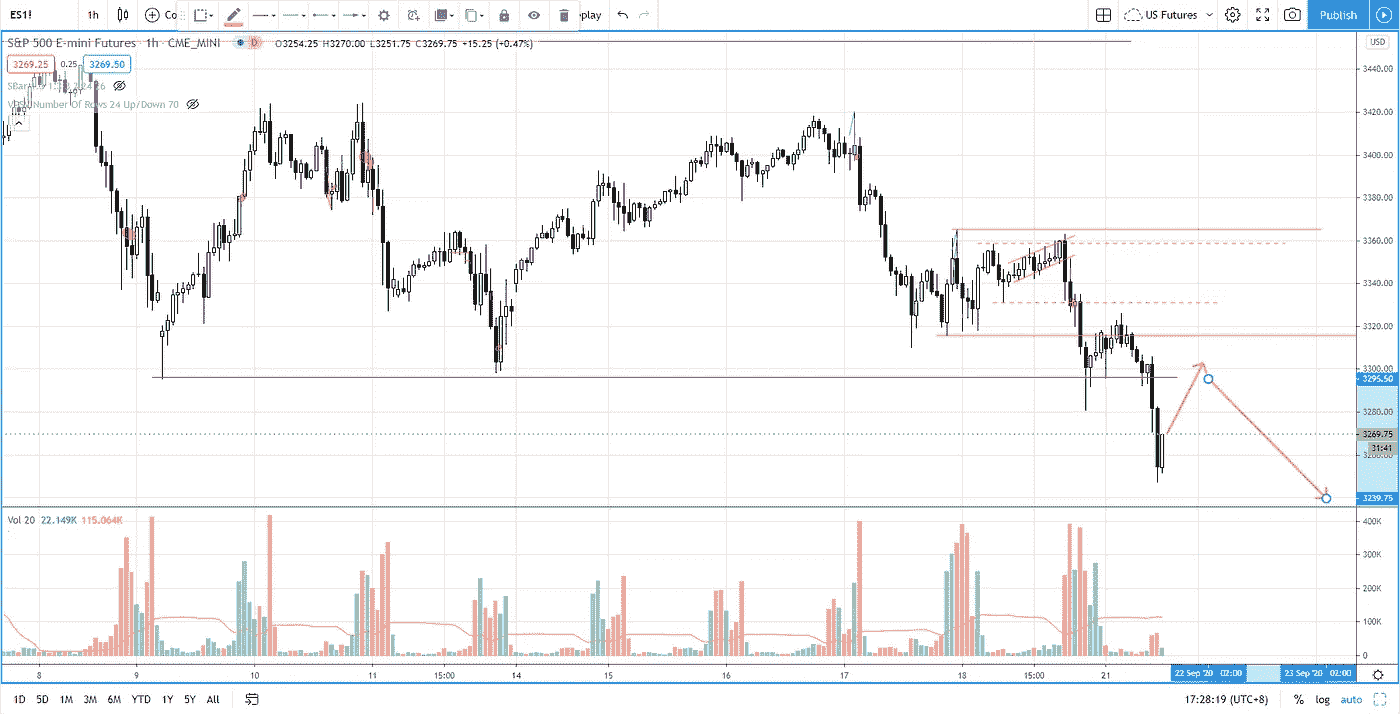 ES1! 1h Co play US Futures Publish
S&P 500 E-mini Futures · 1h · CME_MINI D O3254.25 H3270.00 L3251.75 C3269.75 +15.25 (+0.47%)
3269.25 0.25 3269.50
Number Of Rows 24 Up/Down 70
USD
3440.00
3420.00
3400.00
3380.00
3360.00
3340.00
3320.00
3300.00
3295.50
3280.00
3269.75
31:41
3260.00
3239.75
Vol 20 22.149K 115.064K
400K
300K
200K
100K
0
8 9 10 11 15:00 14 15 16 17 18 15:00 21 22 Sep '20 02:00 23 Sep '20 02:00
1D 5D 1M 3M 6M YTD 1Y 5Y All 17:28:19 (UTC+8) % log auto